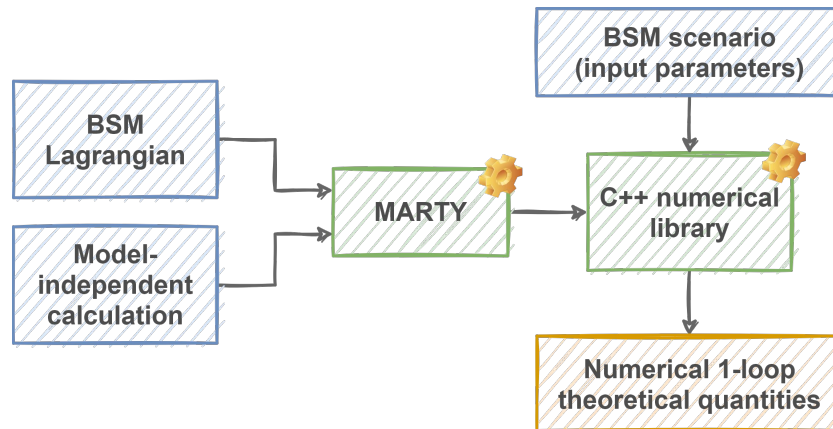 BSM scenario
(input parameters)
BSM
Lagrangian
MARTY
C++ numerical
library
Model-
independent
calculation
Numerical 1-loop
theoretical quantities